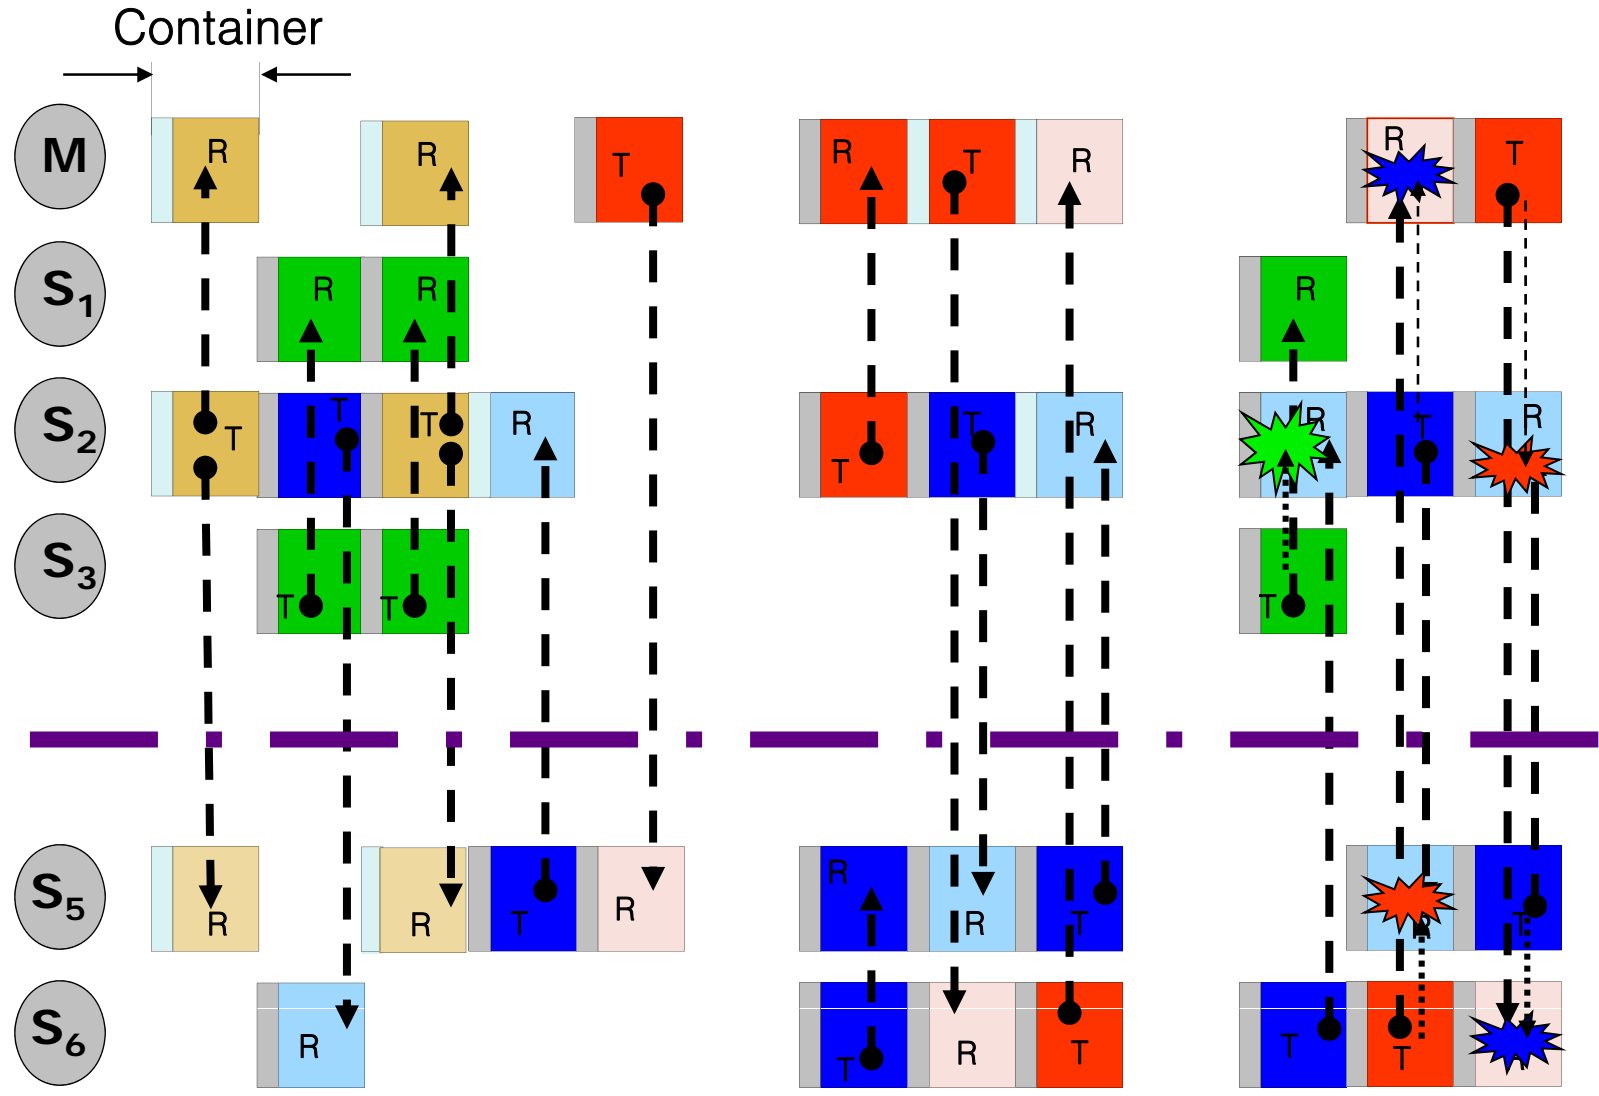 Container
M R R T R T R R T
S1 R R R
S2 T T T R T T R R T R
S3 T T T
S5 R R T R R R T R T
S6 R T R T T T